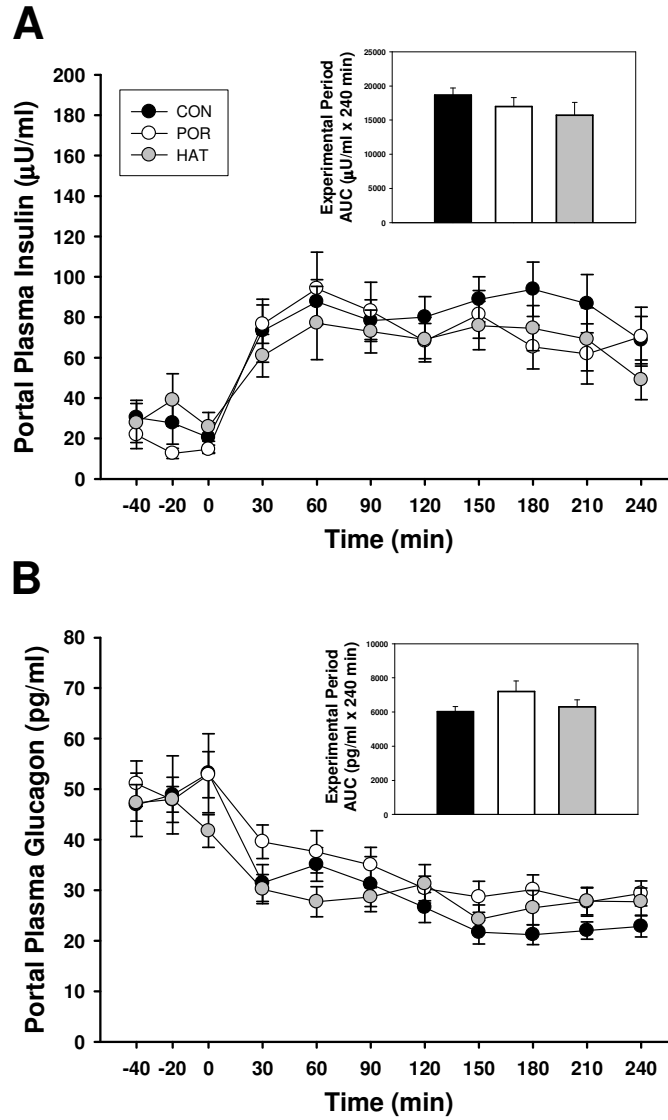 A
Portal Plasma Insulin (µU/ml)
200
180
160
140
120
100
80
60
40
20
0
CON
POR
HAT
Experimental Period
AUC (µU/ml x 240 min)
25000
20000
15000
10000
5000
0
-40 -20 0 30 60 90 120 150 180 210 240
Time (min)
B
Portal Plasma Glucagon (pg/ml)
80
70
60
50
40
30
20
10
0
Experimental Period
AUC (pg/ml x 240 min)
10000
8000
6000
4000
2000
0
-40 -20 0 30 60 90 120 150 180 210 240
Time (min)